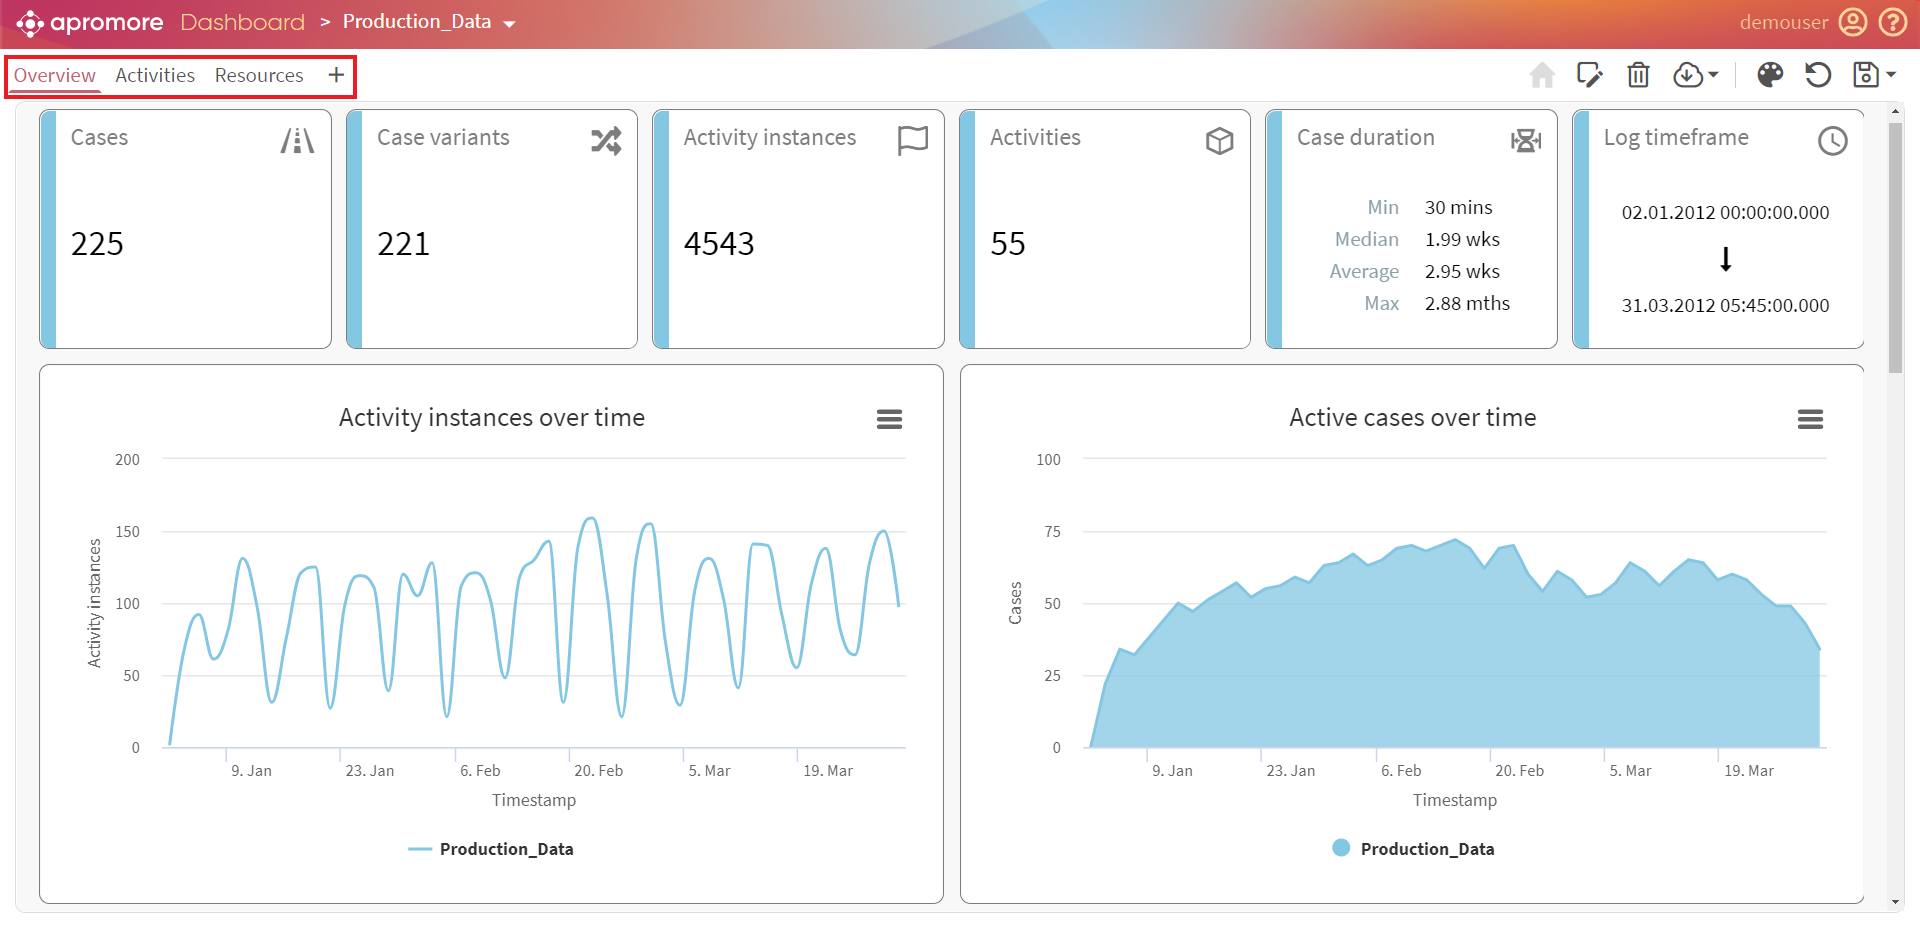 apromore Dashboard > Production_Data
demouser
Overview Activities Resources +
Cases
225
Case variants
221
Activity instances
4543
Activities
55
Case duration
Min 30 mins
Median 1.99 wks
Average 2.95 wks
Max 2.88 mths
Log timeframe
02.01.2012 00:00:00.000
31.03.2012 05:45:00.000
Activity instances over time
200
150
100
50
0
Activity instances
9. Jan 23. Jan 6. Feb 20. Feb 5. Mar 19. Mar
Timestamp
Production_Data
Active cases over time
100
75
50
25
0
Cases
9. Jan 23. Jan 6. Feb 20. Feb 5. Mar 19. Mar
Timestamp
Production_Data